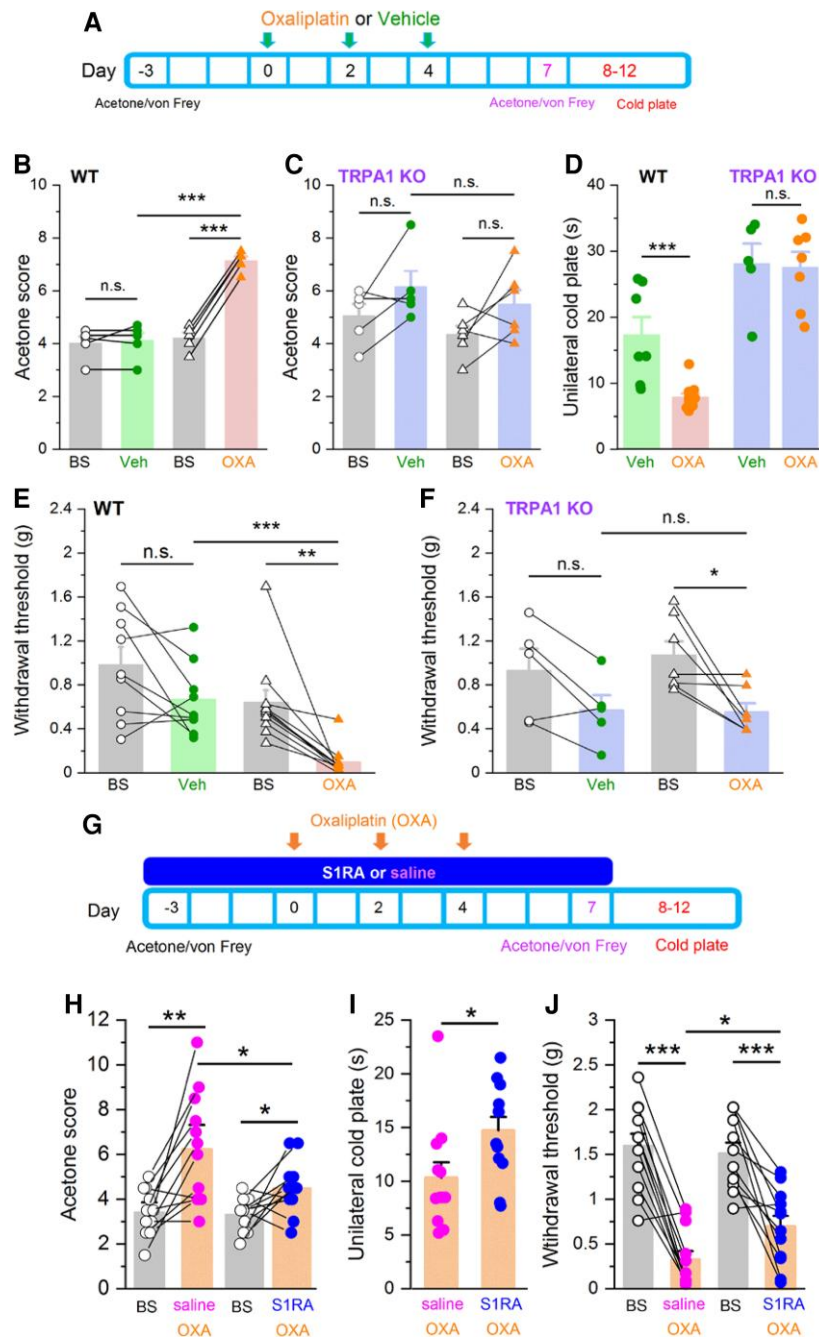 A
Oxaliplatin or Vehicle
Day -3 0 2 4 7 8-12
Acetone/von Frey Acetone/von Frey Cold plate
B WT
Acetone score
10
8
6
4
2
0
n.s. *** ***
BS Veh BS OXA
C TRPA1 KO
Acetone score
10
8
6
4
2
0
n.s. n.s. n.s.
BS Veh BS OXA
D WT TRPA1 KO
Unilateral cold plate (s)
40
30
20
10
0
*** n.s.
Veh OXA Veh OXA
E WT
Withdrawal threshold (g)
2.4
2
1.6
1.2
0.8
0.4
0
n.s. *** **
BS Veh BS OXA
F TRPA1 KO
Withdrawal threshold (g)
2.4
2
1.6
1.2
0.8
0.4
0
n.s. n.s. *
BS Veh BS OXA
G
Oxaliplatin (OXA)
S1RA or saline
Day -3 0 2 4 7 8-12
Acetone/von Frey Acetone/von Frey Cold plate
H
Acetone score
12
10
8
6
4
2
0
** * *
BS saline BS S1RA
OXA OXA
I
Unilateral cold plate (s)
25
20
15
10
5
0
*
saline S1RA
OXA OXA
J
Wtihdrawal threshold (g)
3
2.5
2
1.5
1
0.5
0
*** * ***
BS saline BS S1RA
OXA OXA